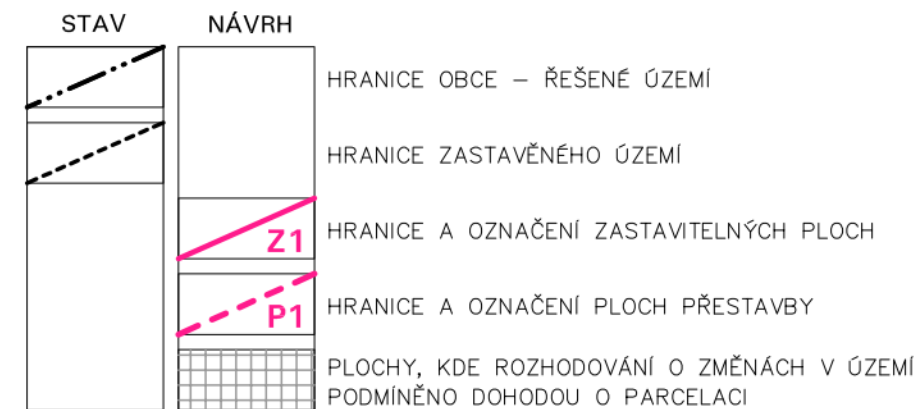 STAV NÁVRH
HRANICE OBCE – ŘEŠENÉ ÚZEMÍ
HRANICE ZASTAVĚNÉHO ÚZEMÍ
Z1 HRANICE A OZNAČENÍ ZASTAVITELNÝCH PLOCH
P1 HRANICE A OZNAČENÍ PLOCH PŘESTAVBY
PLOCHY, KDE ROZHODOVÁNÍ O ZMĚNÁCH V ÚZEMÍ
PODMÍNĚNO DOHODOU O PARCELACI